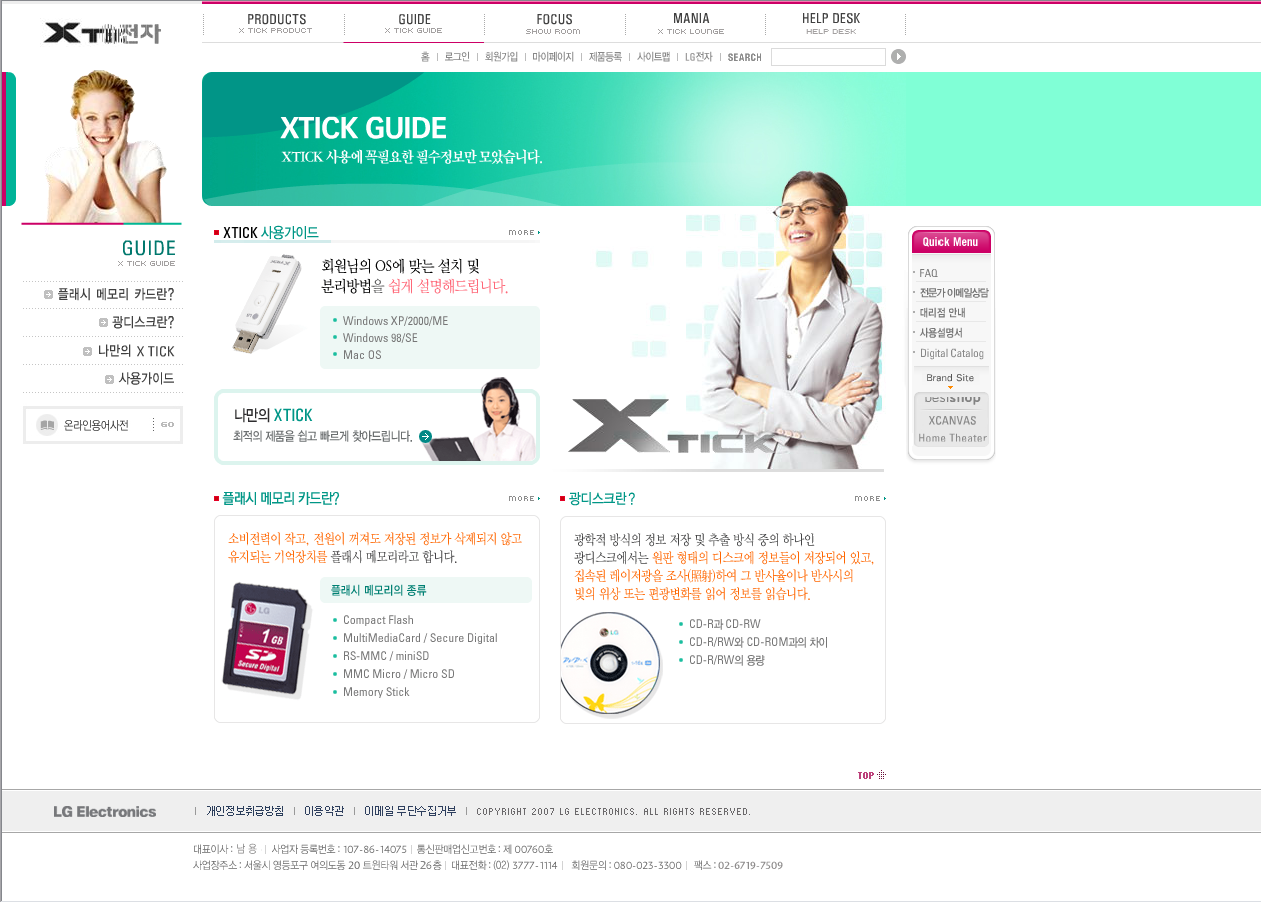 XTICK 전자
PRODUCTS
X TICK PRODUCT
GUIDE
X TICK GUIDE
FOCUS
SHOW ROOM
MANIA
X TICK LOUNGE
HELP DESK
HELP DESK
홈 | 로그인 | 회원가입 | 마이페이지 | 제품등록 | 사이트맵 | LG전자 | SEARCH
XTICK GUIDE
XTICK 사용에 꼭필요한 필수정보만 모았습니다.
GUIDE
X TICK GUIDE
플래시 메모리 카드란?
광디스크란?
나만의 X TICK
사용가이드
온라인용어사전 GO
XTICK 사용가이드 MORE
회원님의 OS에 맞는 설치 및
분리방법을 쉽게 설명해드립니다.
Windows XP/2000/ME
Windows 98/SE
Mac OS
나만의 XTICK
최적의 제품을 쉽고 빠르게 찾아드립니다.
XTICK
Quick Menu
FAQ
전문가 이메일상담
대리점 안내
사용설명서
Digital Catalog
Brand Site
bestshop
XCANVAS
Home Theater
플래시 메모리 카드란? MORE
소비전력이 작고, 전원이 꺼져도 저장된 정보가 삭제되지 않고
유지되는 기억장치를 플래시 메모리라고 합니다.
LG
1 GB
SD
Secure Digital
플래시 메모리의 종류
Compact Flash
MultiMediaCard / Secure Digital
RS-MMC / miniSD
MMC Micro / Micro SD
Memory Stick
광디스크란? MORE
광학적 방식의 정보 저장 및 추출 방식 중의 하나인
광디스크에서는 원판 형태의 디스크에 정보들이 저장되어 있고,
집속된 레이저광을 조사(照射)하여 그 반사율이나 반사시의
빛의 위상 또는 편광변화를 읽어 정보를 읽습니다.
LG
CD-R과 CD-RW
CD-R/RW와 CD-ROM과의 차이
CD-R/RW의 용량
TOP
LG Electronics | 개인정보취급방침 | 이용약관 | 이메일 무단수집거부 | COPYRIGHT 2007 LG ELECTRONICS. ALL RIGHTS RESERVED.
대표이사 : 남 용 | 사업자 등록번호 : 107-86-14075 | 통신판매업신고번호 : 제 00760호
사업장주소 : 서울시 영등포구 여의도동 20 트윈타워 서관 26층 | 대표전화 : (02) 3777-1114 | 회원문의 : 080-023-3300 | 팩스 : 02-6719-7509